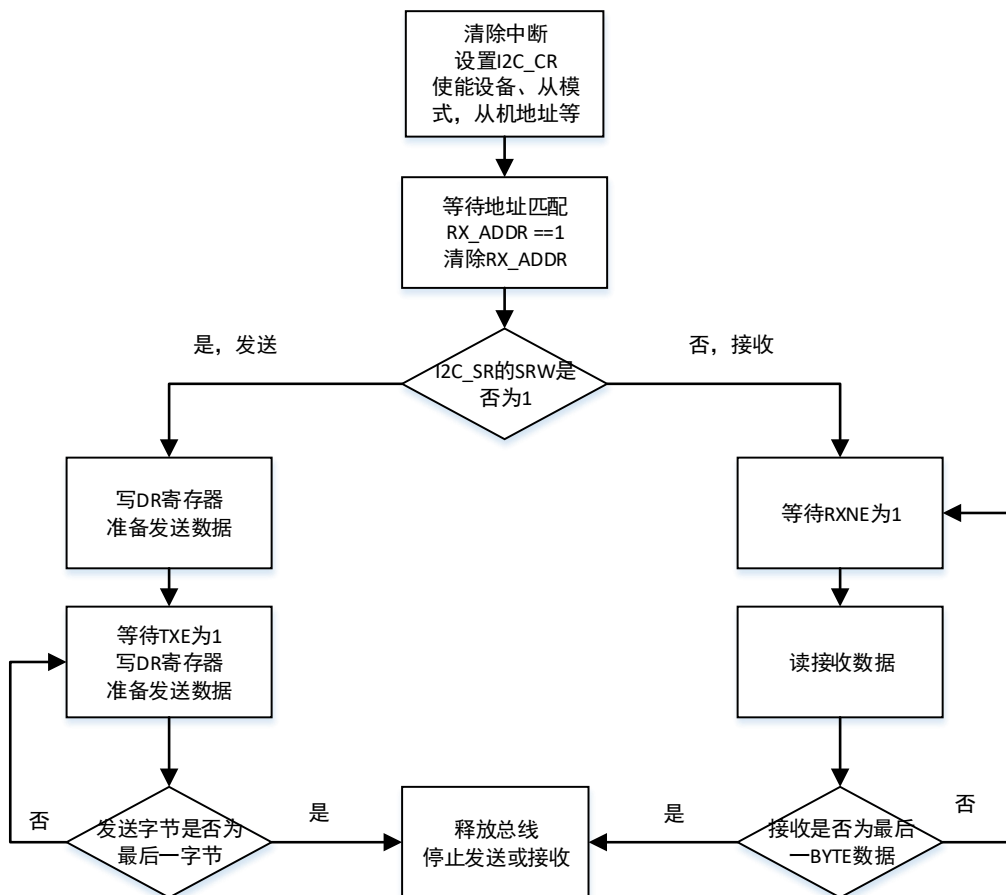 清除中断
设置I2C_CR
使能设备、从模
式，从机地址等
等待地址匹配
RX_ADDR ==1
清除RX_ADDR
是，发送
否，接收
I2C_SR的SRW是
否为1
写DR寄存器
准备发送数据
等待RXNE为1
等待TXE为1
写DR寄存器
准备发送数据
读接收数据
否
发送字节是否为
最后一字节
是
释放总线
停止发送或接收
是
接收是否为最后
一BYTE数据
否